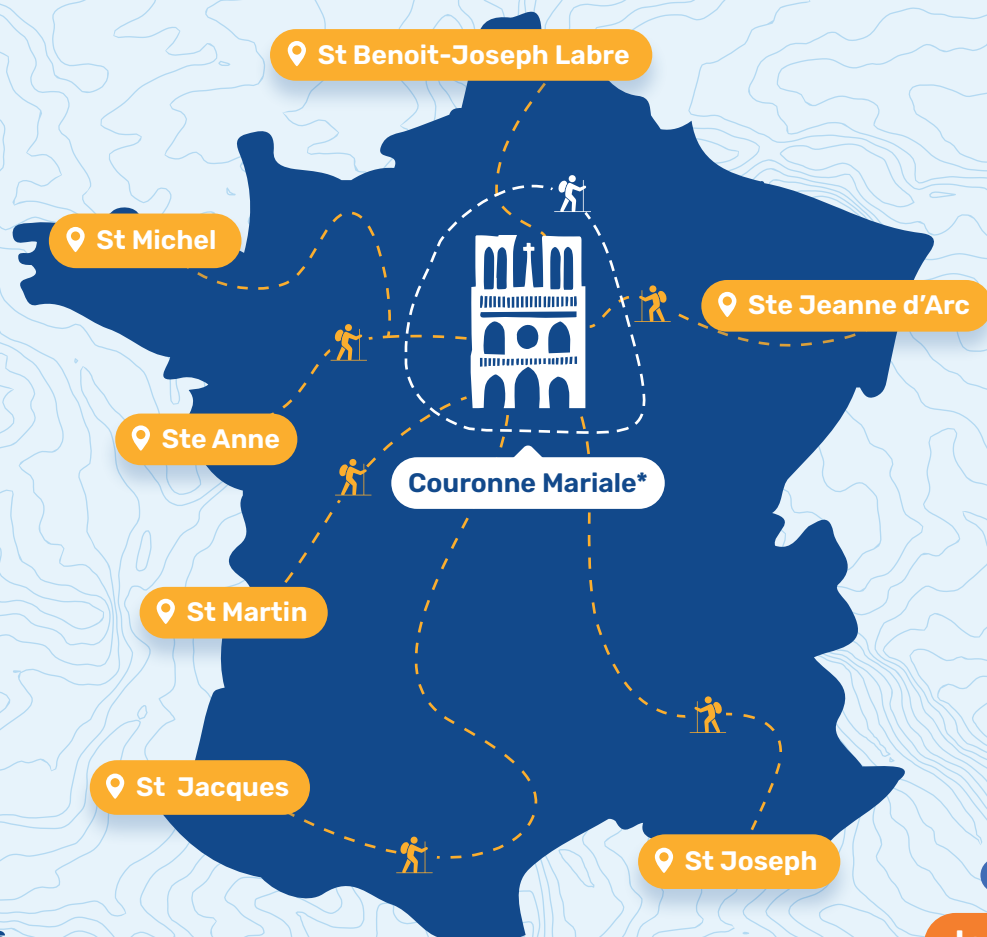 St Benoit-Joseph Labre
St Michel
Ste Jeanne d'Arc
Ste Anne
Couronne Mariale*
St Martin
St Jacques
St Joseph